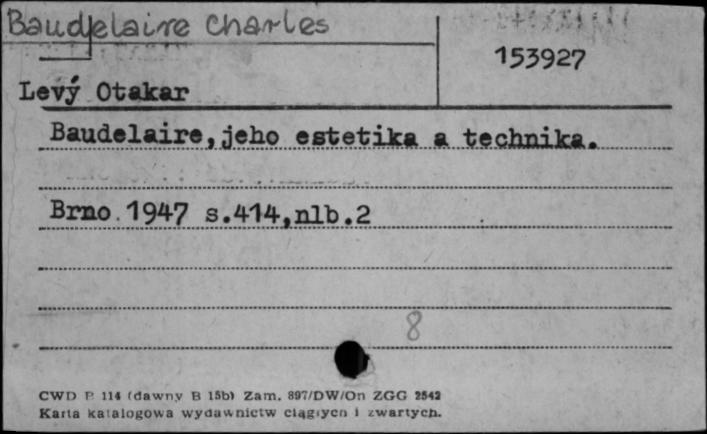 Baudelaire Charles
153927
Levý Otakar
Baudelaire, jeho estetika a technika.
Brno 1947 s.414,nlb.2
8
CWD P 114 (dawny B 15b) Zam. 897/DW/On ZGG 2542
Karta katalogowa wydawnictw ciągłych i zwartych.